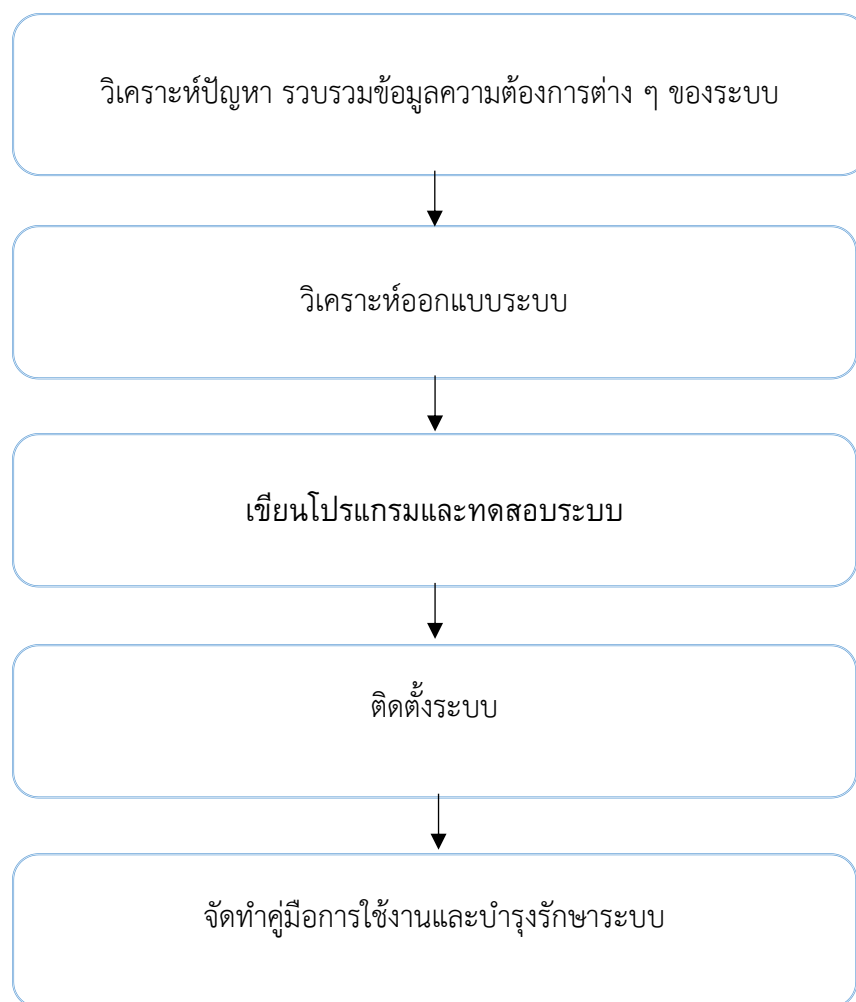 วิเคราะห์ปัญหา รวบรวมข้อมูลความต้องการต่าง ๆ ของระบบ
วิเคราะห์ออกแบบระบบ
เขียนโปรแกรมและทดสอบระบบ
ติดตั้งระบบ
จัดทำคู่มือการใช้งานและบำรุงรักษาระบบ